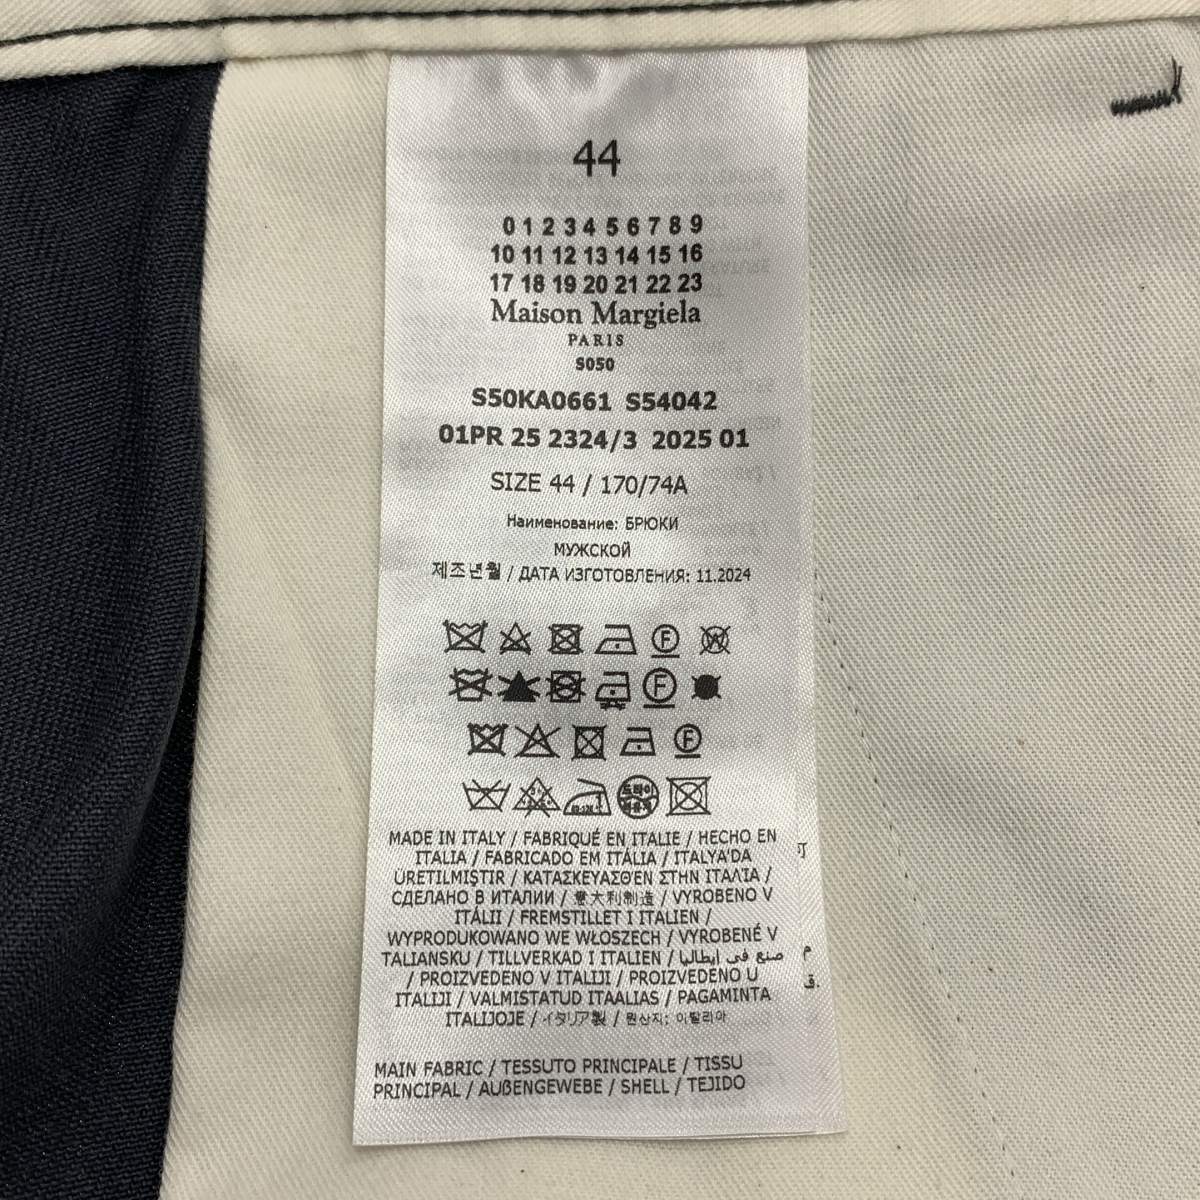 44
0 1 2 3 4 5 6 7 8 9
10 11 12 13 14 15 16
17 18 19 20 21 22 23
Maison Margiela
PARIS
S050
S50KA0661 S54042
01PR 25 2324/3 2025 01
SIZE 44 / 170/74A
Наименование: БРЮКИ
МУЖСКОЙ
제조년월 / ДАТА ИЗГОТОВЛЕНИЯ: 11.2024
F W
F
F
드라이
MADE IN ITALY / FABRIQUÉ EN ITALIE / HECHO EN
ITALIA / FABRICADO EM ITÁLIA / ITALYA'DA
ÜRETILMIŞTIR / ΚΑΤΑΣΚΕΥΑΣΘΈΝ ΣΤΗΝ ΙΤΑΛΊΑ /
СДЕЛАНО В ИТАЛИИ / 意大利制造 / VYROBENO V
ITÁLII / FREMSTILLET I ITALIEN /
WYPRODUKOWANO WE WŁOSZECH / VYROBENÉ V
TALIANSKU / TILLVERKAD I ITALIEN / صنع في ايطاليا
/ PROIZVEDENO V ITALIJI / PROIZVEDENO U
ITALIJI / VALMISTATUD ITAALIAS / PAGAMINTA
ITALIJOJE / イタリア製 / 원산지: 이탈리아
MAIN FABRIC / TESSUTO PRINCIPALE / TISSU
PRINCIPAL / AUßENGEWEBE / SHELL / TEJIDO